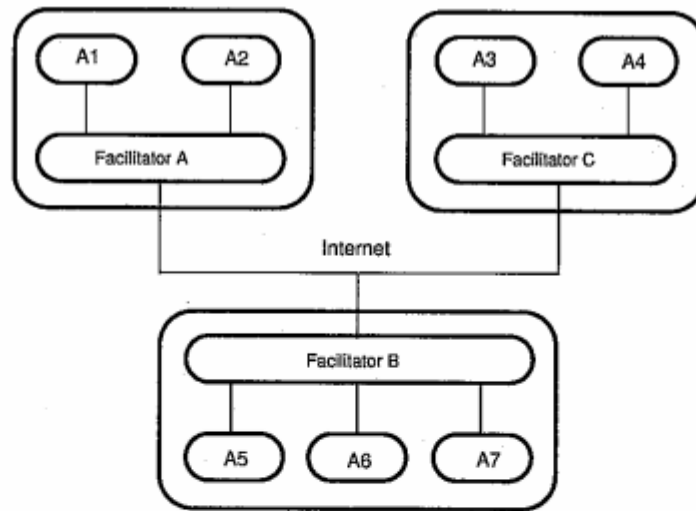 A1 A2
Facilitator A
A3 A4
Facilitator C
Internet
Facilitator B
A5 A6 A7